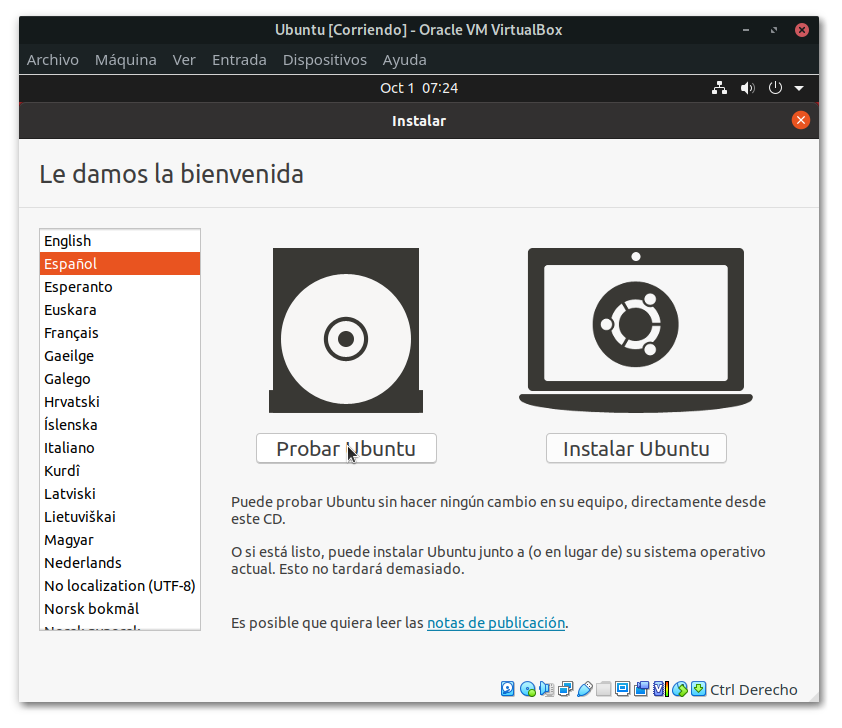 Ubuntu [Corriendo] - Oracle VM VirtualBox
Archivo Máquina Ver Entrada Dispositivos Ayuda
Oct 1 07:24
Instalar
Le damos la bienvenida
English
Español
Esperanto
Euskara
Français
Gaeilge
Galego
Hrvatski
Íslenska
Italiano
Kurdî
Latviski
Lietuviškai
Magyar
Nederlands
No localization (UTF-8)
Norsk bokmål
Probar Ubuntu
Instalar Ubuntu
Puede probar Ubuntu sin hacer ningún cambio en su equipo, directamente desde
este CD.
O si está listo, puede instalar Ubuntu junto a (o en lugar de) su sistema operativo
actual. Esto no tardará demasiado.
Es posible que quiera leer las notas de publicación.
Ctrl Derecho